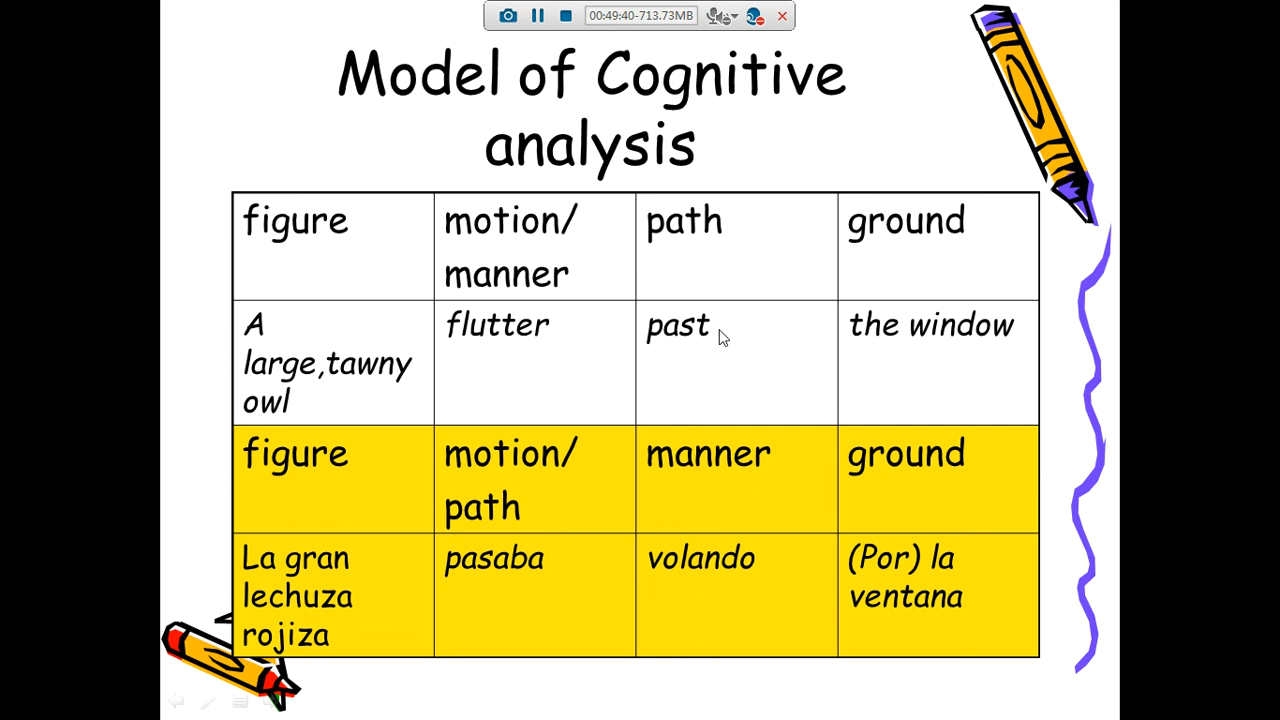 00:49:40-713.73MB
Model of Cognitive
analysis
figure
motion/
manner
path
ground
A
large,tawny
owl
flutter
past
the window
figure
motion/
path
manner
ground
La gran
lechuza
rojiza
pasaba
volando
(Por) la
ventana